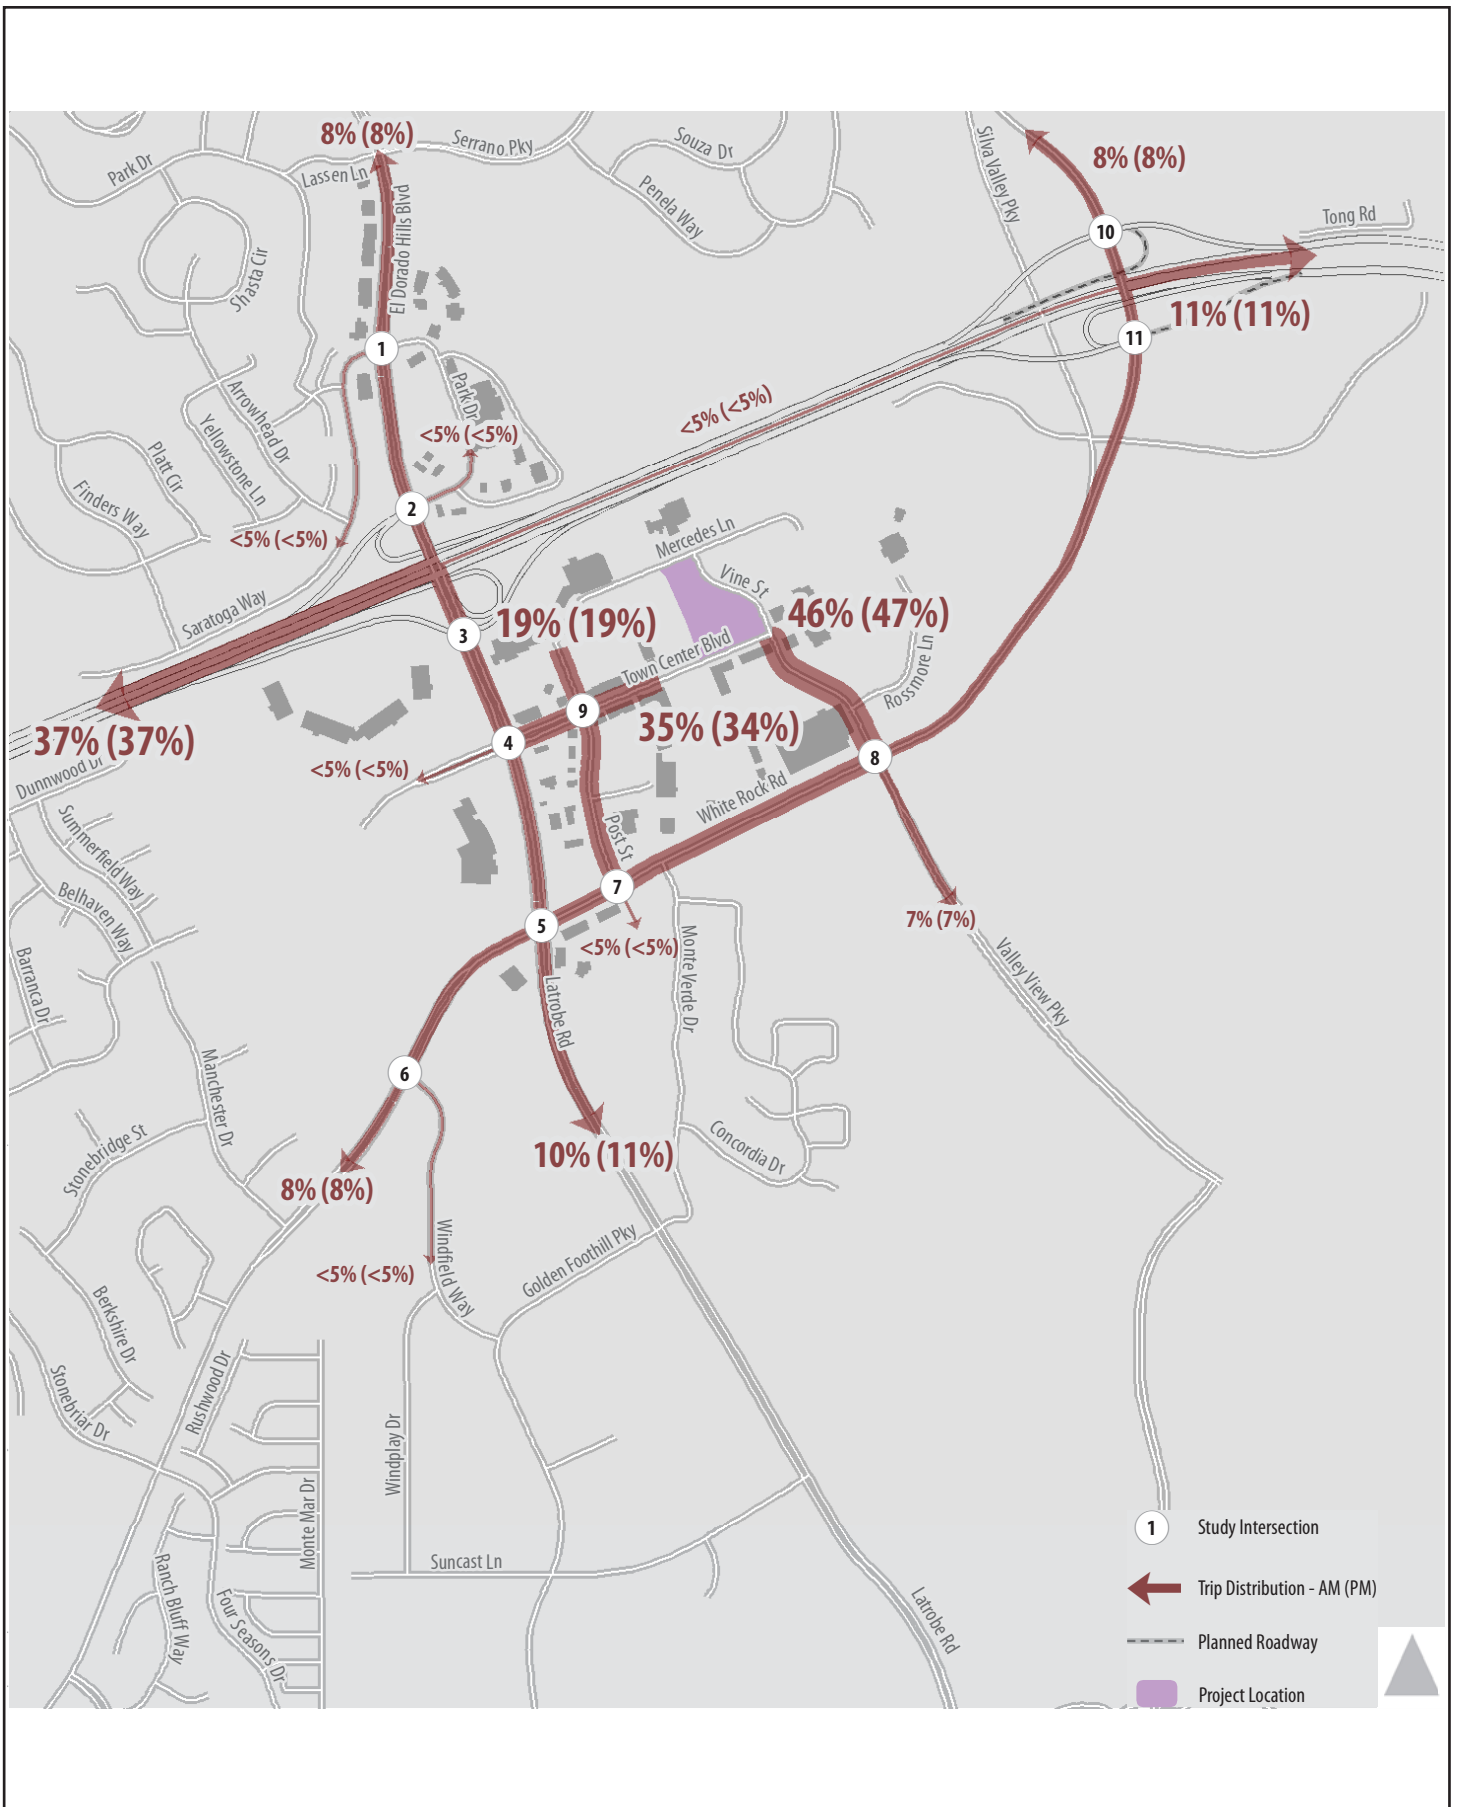 8% (8%)
Serrano Pky
Souza Dr
Silva Valley Pky
8% (8%)
Park Dr
Lassen Ln
Penela Way
El Dorado Hills Blvd
Tong Rd
10
Shasta Cir
11% (11%)
11
1
Park Dr
Arrowhead Dr
<5% (<5%)
<5% (<5%)
Yellowstone Ln
Platt Cir
Finders Way
2
<5% (<5%)
Mercedes Ln
Vine St
Saratoga Way
19% (19%)
46% (47%)
3
Town Center Blvd
Rossmore Ln
9
35% (34%)
37% (37%)
4
8
<5% (<5%)
Dunnwood Dr
White Rock Rd
Summerfield Way
Post St
7
Belhaven Way
5
7% (7%)
<5% (<5%)
Barranca Dr
Monte Verde Dr
Valley View Pky
Latrobe Rd
6
Manchester Dr
Stonebridge St
Concordia Dr
10% (11%)
8% (8%)
Windfield Way
Golden Foothill Pky
<5% (<5%)
Berkshire Dr
Rushwood Dr
Stonebriar Dr
Windplay Dr
Monte Mar Dr
Suncast Ln
Ranch Bluff Way
Four Seasons Dr
Latrobe Rd
1 Study Intersection
Trip Distribution - AM (PM)
Planned Roadway
Project Location